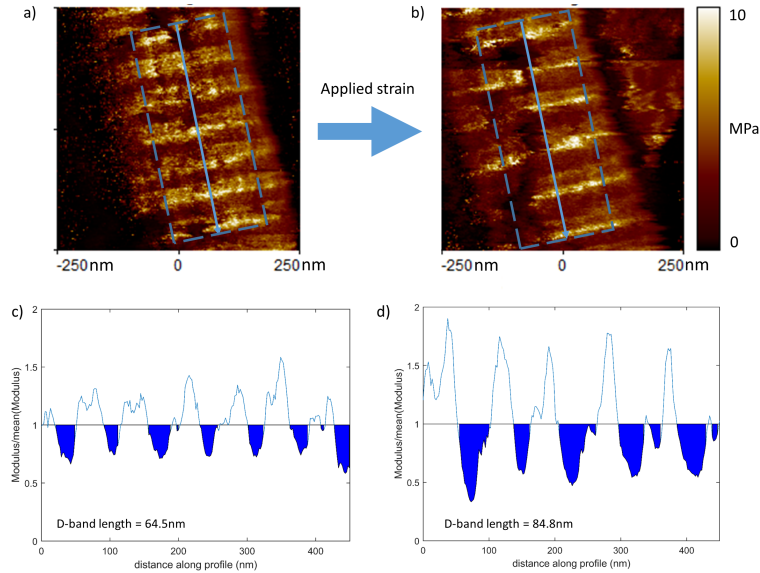 a)
b)
Applied strain
10
MPa
0
-250nm 0 250nm
-250nm 0 250nm
c)
d)
2
1.5
1
0.5
0
Modulus/mean(Modulus)
D-band length = 64.5nm
0 100 200 300 400
distance along profile (nm)
2
1.5
1
0.5
0
Modulus/mean(Modulus)
D-band length = 84.8nm
0 100 200 300 400
distance along profile (nm)